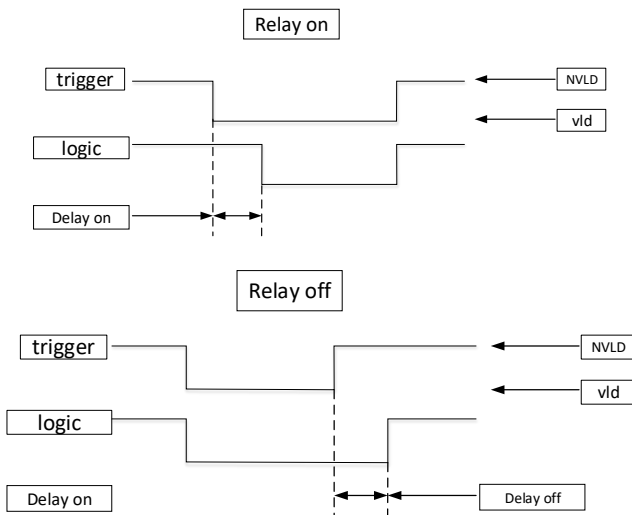 Relay on
trigger
NVLD
vld
logic
Delay on
Relay off
trigger
NVLD
vld
logic
Delay on
Delay off